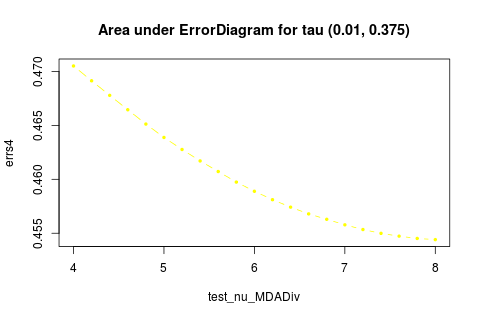 Area under ErrorDiagram for tau (0.01, 0.375)
errs4
0.470
0.465
0.460
0.455
4 5 6 7 8
test_nu_MDADiv